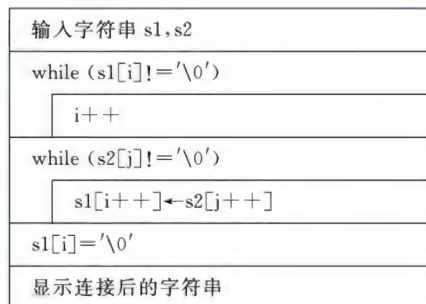 输入字符串 s1,s2
while (s1[i]!='\0')
i++
while (s2[j]!='\0')
s1[i++]←s2[j++]
s1[i]='\0'
显示连接后的字符串